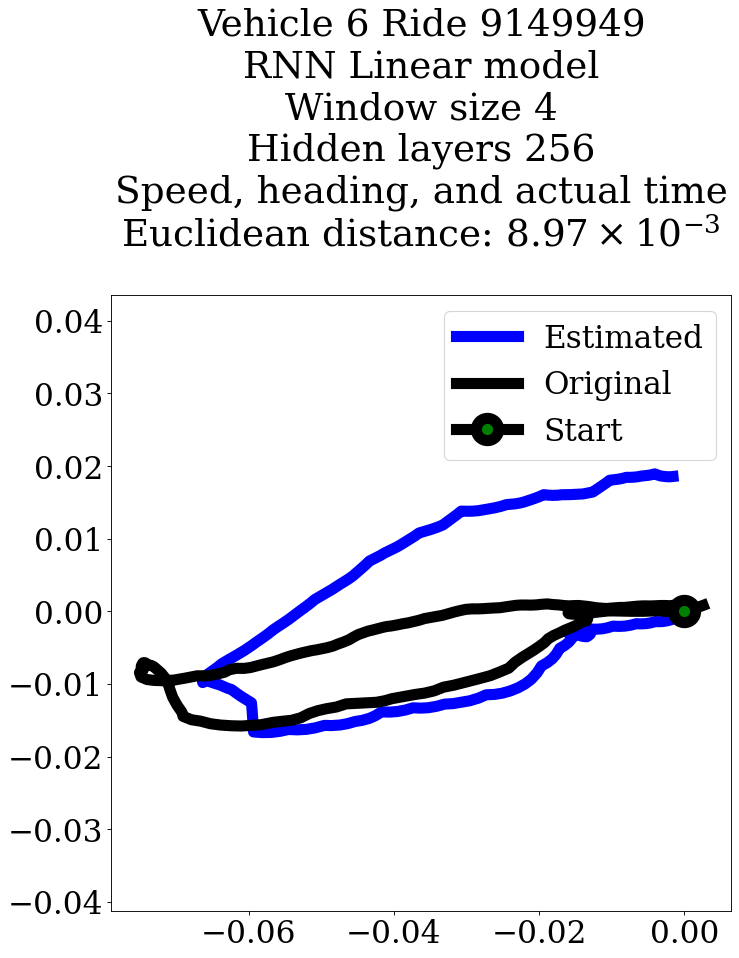 Vehicle 6 Ride 9149949
RNN Linear model
Window size 4
Hidden layers 256
Speed, heading, and actual time
Euclidean distance: 8.97 × 10⁻³
Estimated
Original
Start
0.04
0.03
0.02
0.01
0.00
−0.01
−0.02
−0.03
−0.04
−0.06 −0.04 −0.02 0.00